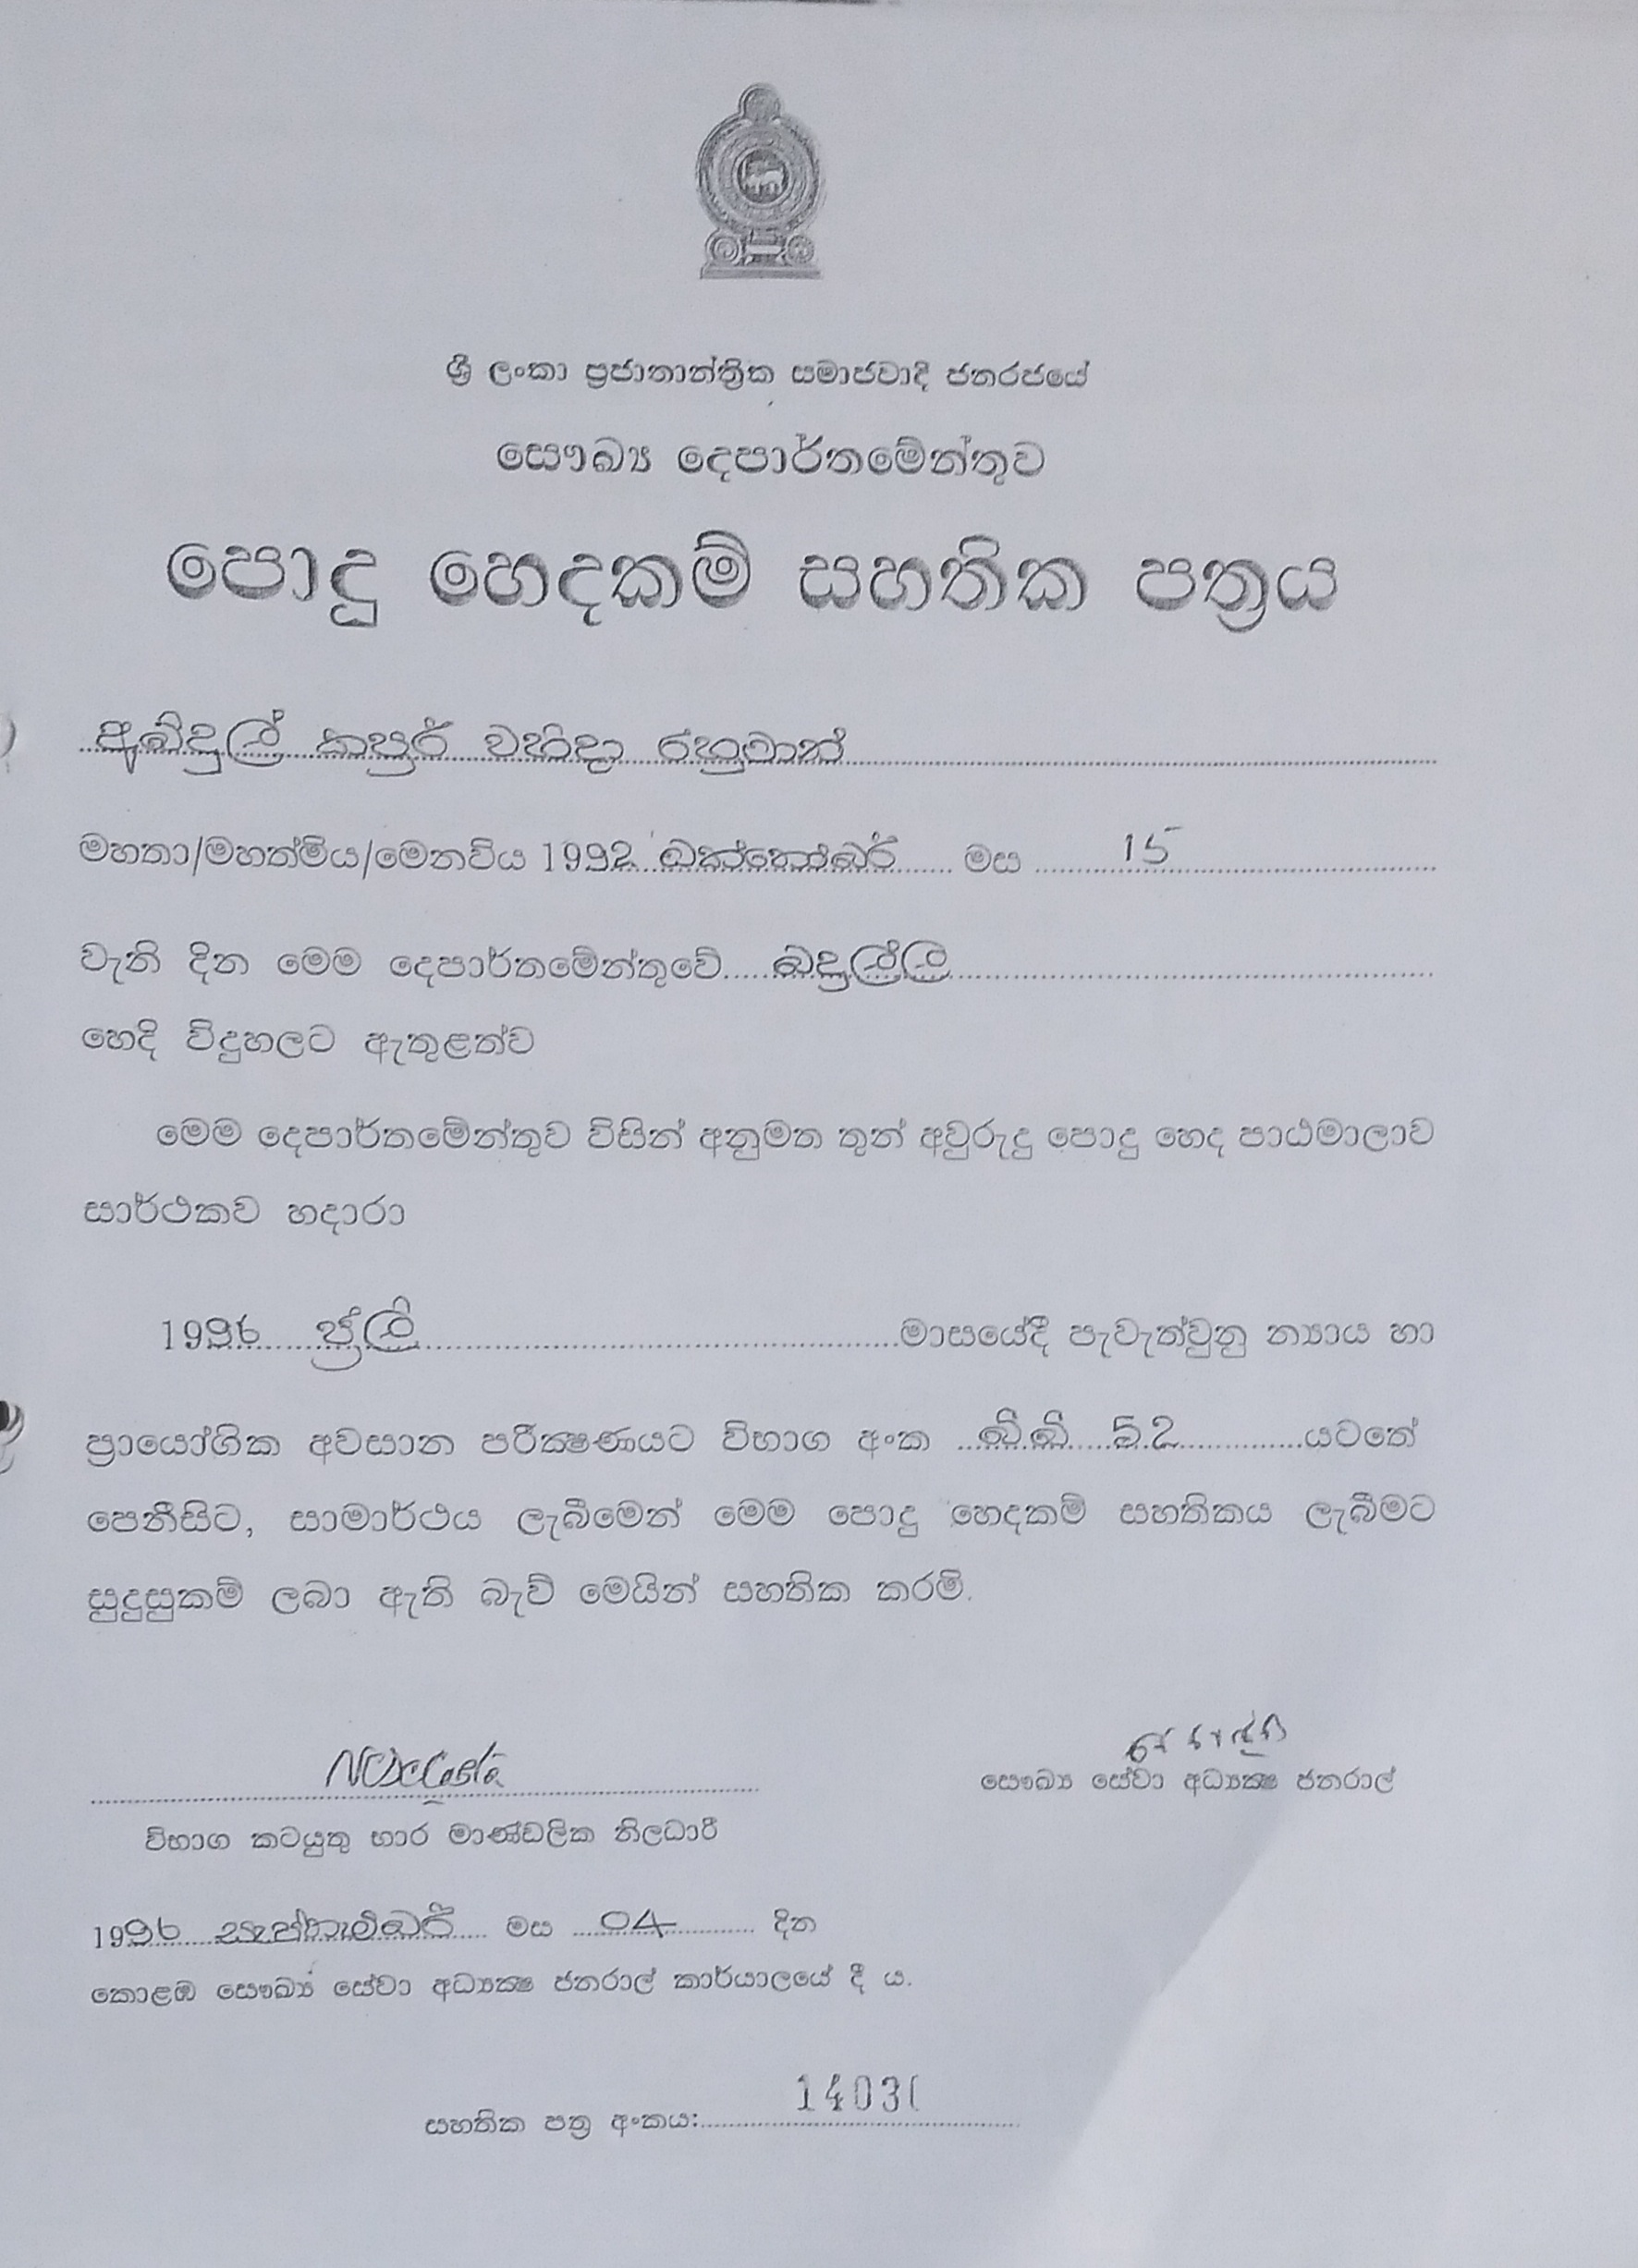 ශ්‍රී ලංකා ප්‍රජාතාන්ත්‍රික සමාජවාදී ජනරජයේ
සෞඛ්‍ය දෙපාර්තමේන්තුව
පොදු හෙදකම් සහතික පත්‍රය
අබ්දුල් කපුර් වහිදා රහුමාන්
මහතා/මහත්මිය/මෙනවිය 1992 ඔක්තෝබර් මස 15
වැනි දින මෙම දෙපාර්තමේන්තුවේ බදුල්ල
හෙදි විදුහලට ඇතුළත්ව
මෙම දෙපාර්තමේන්තුව විසින් අනුමත තුන් අවුරුදු පොදු හෙද පාඨමාලාව
සාර්ථකව හදාරා
1996 ජූලි මාසයේදී පැවැත්වුනු න්‍යාය හා
ප්‍රායෝගික අවසාන පරීක්‍ෂණයට විභාග අංක බී.ඩී. 52 යටතේ
පෙනීසිට, සාමාර්ථය ලැබීමෙන් මෙම පොදු හෙදකම් සහතිකය ලැබීමට
සුදුසුකම් ලබා ඇති බැව් මෙයින් සහතික කරමි.
සෞඛ්‍ය සේවා අධ්‍යක්‍ෂ ජනරාල්
විභාග කටයුතු භාර මාණ්ඩලික නිලධාරී
1996 සැප්තැම්බර් මස 04 දින
කොළඹ සෞඛ්‍ය සේවා අධ්‍යක්‍ෂ ජනරාල් කාර්යාලයේ දී ය.
සහතික පත්‍ර අංකය: 14031